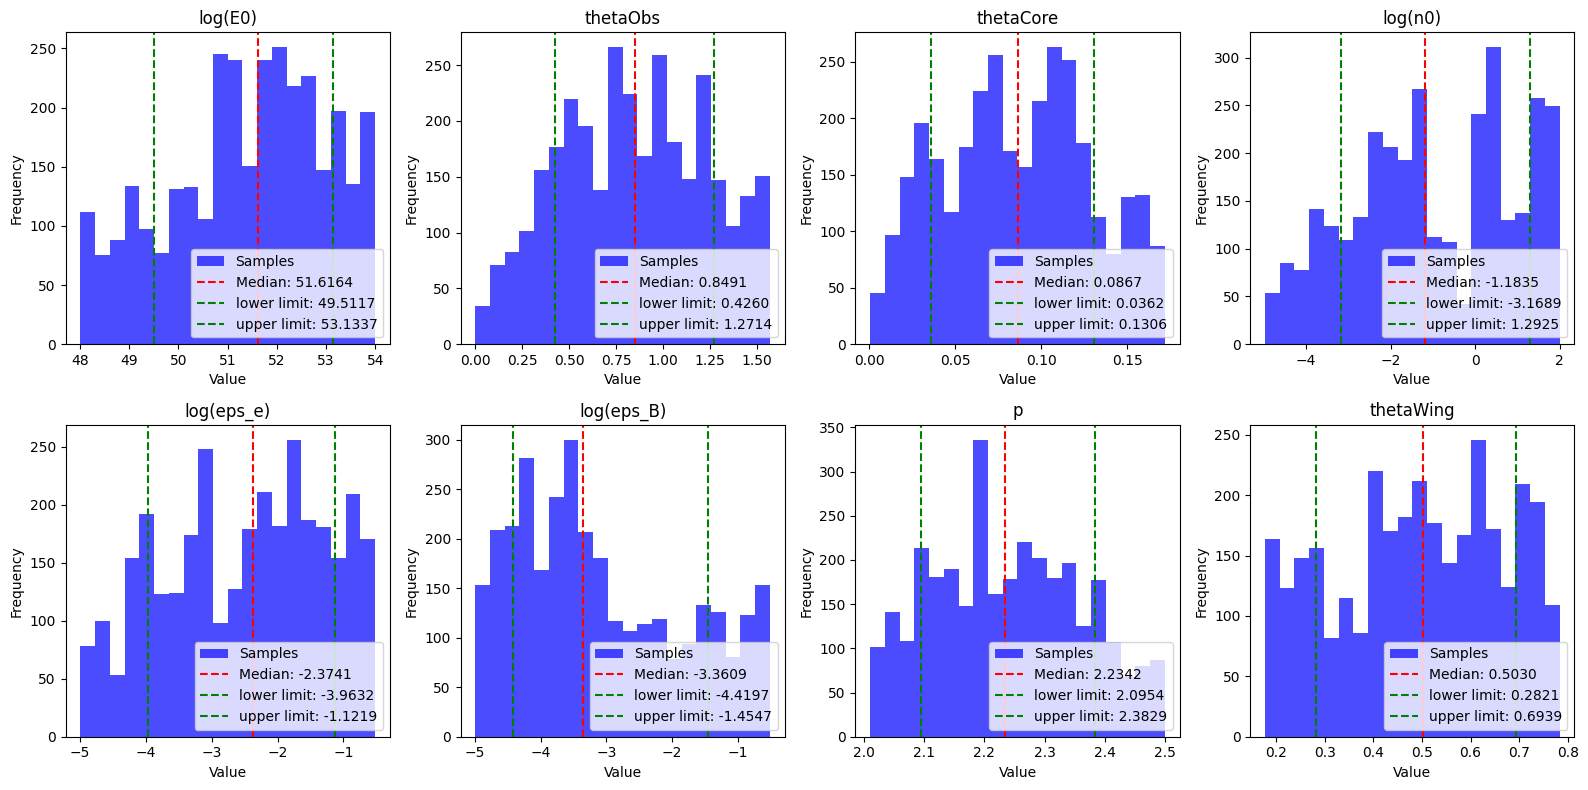 log(E0)
Frequency
250
200
150
100
50
0
48 49 50 51 52 53 54
Value
Samples
Median: 51.6164
lower limit: 49.5117
upper limit: 53.1337
thetaObs
Frequency
250
200
150
100
50
0
0.00 0.25 0.50 0.75 1.00 1.25 1.50
Value
Samples
Median: 0.8491
lower limit: 0.4260
upper limit: 1.2714
thetaCore
Frequency
250
200
150
100
50
0
0.00 0.05 0.10 0.15
Value
Samples
Median: 0.0867
lower limit: 0.0362
upper limit: 0.1306
log(n0)
Frequency
300
250
200
150
100
50
0
−4 −2 0 2
Value
Samples
Median: -1.1835
lower limit: -3.1689
upper limit: 1.2925
log(eps_e)
Frequency
250
200
150
100
50
0
−5 −4 −3 −2 −1
Value
Samples
Median: -2.3741
lower limit: -3.9632
upper limit: -1.1219
log(eps_B)
Frequency
300
250
200
150
100
50
0
−5 −4 −3 −2 −1
Value
Samples
Median: -3.3609
lower limit: -4.4197
upper limit: -1.4547
p
Frequency
350
300
250
200
150
100
50
0
2.0 2.1 2.2 2.3 2.4 2.5
Value
Samples
Median: 2.2342
lower limit: 2.0954
upper limit: 2.3829
thetaWing
Frequency
250
200
150
100
50
0
0.2 0.3 0.4 0.5 0.6 0.7 0.8
Value
Samples
Median: 0.5030
lower limit: 0.2821
upper limit: 0.6939